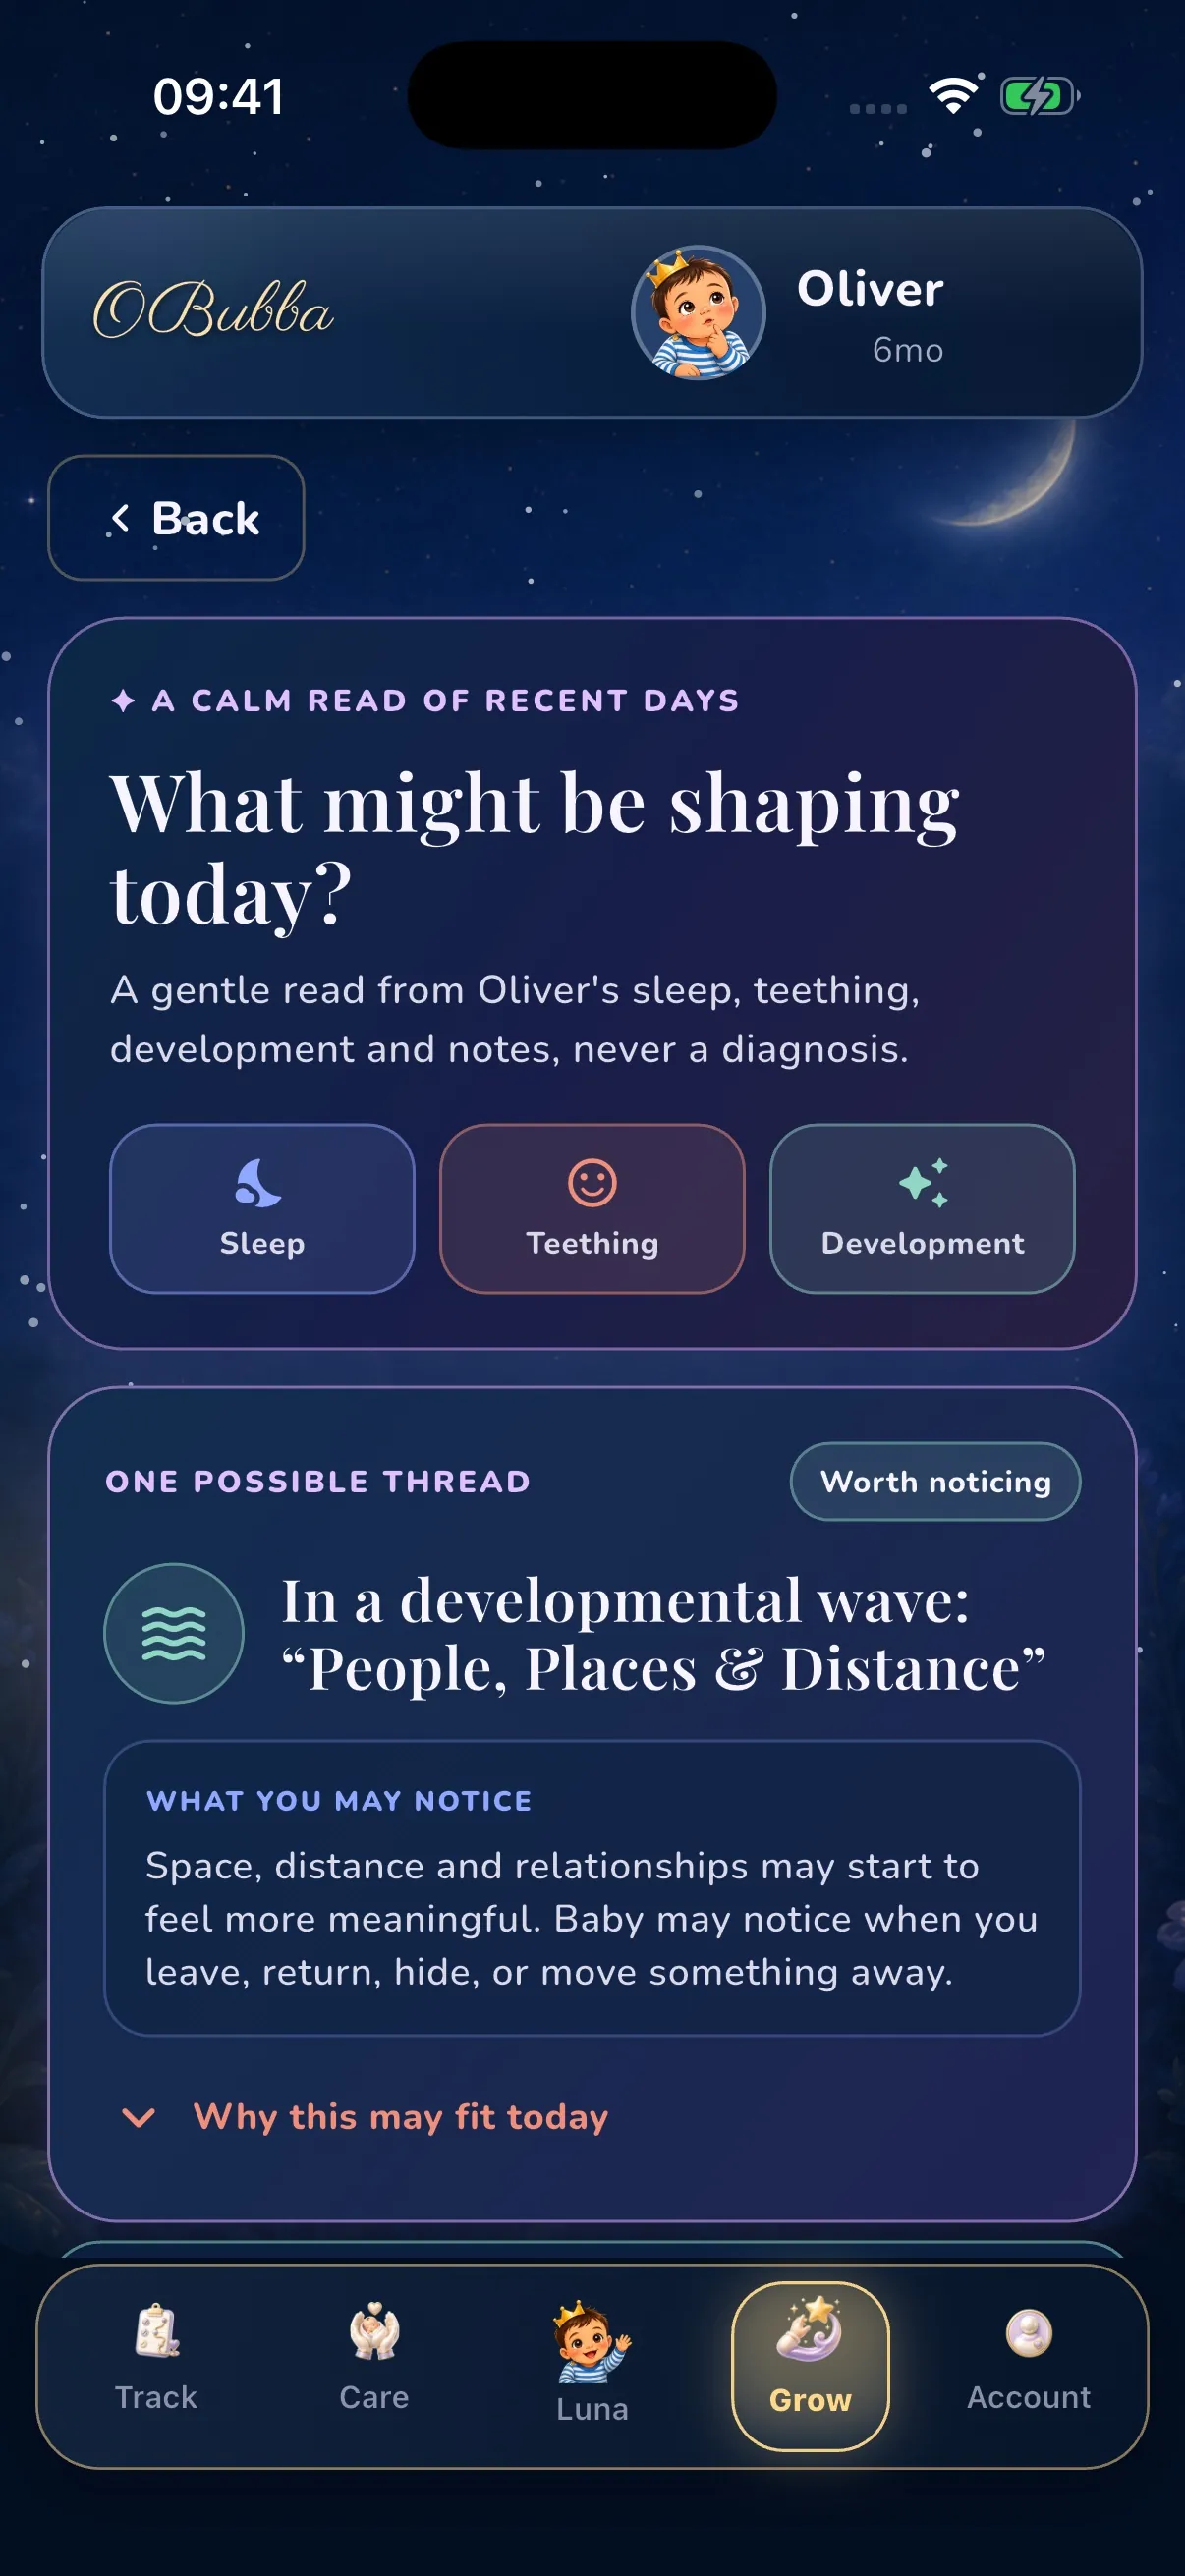 09:41
OBubba
Oliver
6mo
Back
A CALM READ OF RECENT DAYS
What might be shaping
today?
A gentle read from Oliver's sleep, teething,
development and notes, never a diagnosis.
Sleep
Teething
Development
ONE POSSIBLE THREAD
Worth noticing
In a developmental wave:
“People, Places & Distance”
WHAT YOU MAY NOTICE
Space, distance and relationships may start to
feel more meaningful. Baby may notice when you
leave, return, hide, or move something away.
Why this may fit today
Track
Care
Luna
Grow
Account